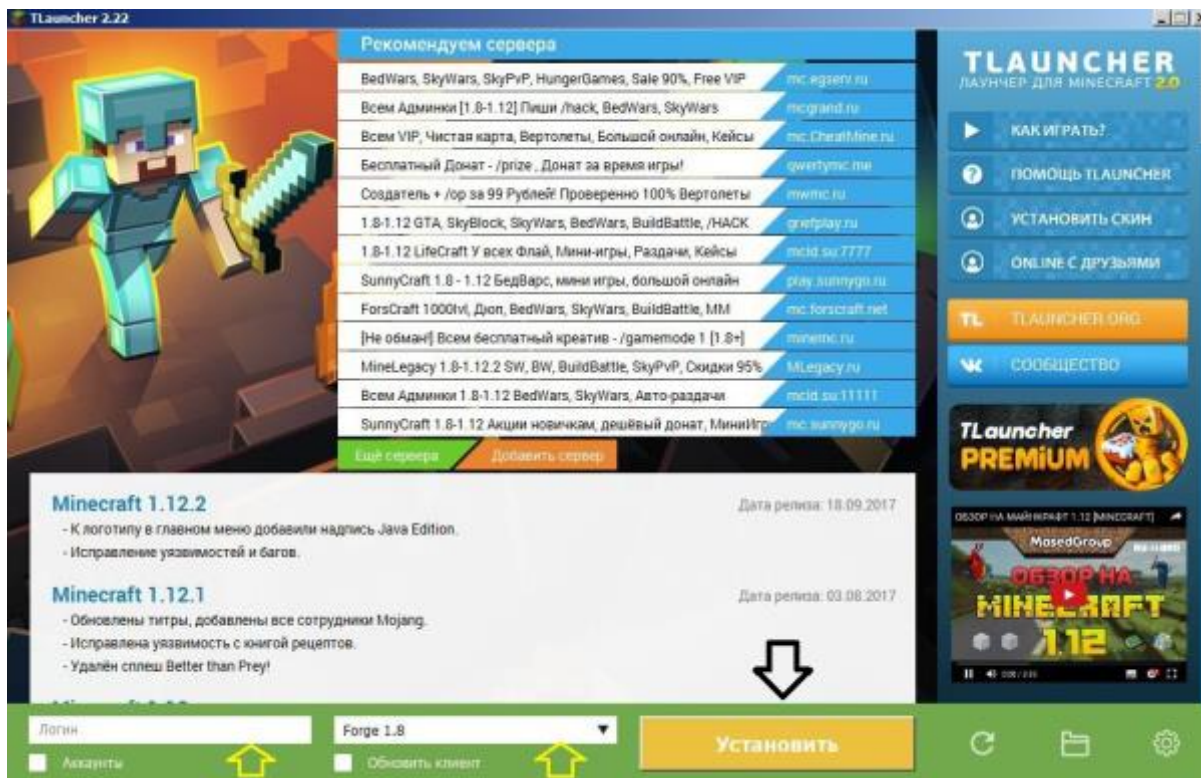 TLauncher 2.22
Рекомендуем сервера
BedWars, SkyWars, SkyPvP, HungerGames, Sale 90%, Free VIP mc.egserv.ru
Всем Админки [1.8-1.12] Пиши /hack, BedWars, SkyWars mcgrand.ru
Всем VIP, Чистая карта, Вертолеты, Большой онлайн, Кейсы mc.CheatMine.ru
Бесплатный Донат - /prize , Донат за время игры! qwertymc.me
Создатель + /op за 99 Рублей! Проверенно 100% Вертолеты mwmc.ru
1.8-1.12 GTA, SkyBlock, SkyWars, BedWars, BuildBattle, /HACK griefplay.ru
1.8-1.12 LifeCraft У всех Флай, Мини-игры, Раздачи, Кейсы mcid.su:7777
SunnyCraft 1.8 - 1.12 БедВарс, мини игры, большой онлайн play.sunnygo.ru
ForsCraft 1000lvl, Дюп, BedWars, SkyWars, BuildBattle, MM mc.forscraft.net
[Не обман!] Всем бесплатный креатив - /gamemode 1 [1.8+] minemc.ru
MineLegacy 1.8-1.12.2 SW, BW, BuildBattle, SkyPvP, Скидки 95% MLegacy.ru
Всем Админки 1.8-1.12 BedWars, SkyWars, Авто-раздачи mcid.su:11111
SunnyCraft 1.8-1.12 Акции новичкам, дешёвый донат, МиниИгр mc.sunnygo.ru
Ещё сервера
Добавить сервер
Minecraft 1.12.2
Дата релиза: 18.09.2017
- К логотипу в главном меню добавили надпись Java Edition.
- Исправление уязвимостей и багов.
Minecraft 1.12.1
Дата релиза: 03.08.2017
- Обновлены титры, добавлены все сотрудники Mojang.
- Исправлена уязвимость с книгой рецептов.
- Удалён сплеш Better than Prey!
TLAUNCHER
ЛАУНЧЕР ДЛЯ MINECRAFT 2.0
КАК ИГРАТЬ?
ПОМОЩЬ TLAUNCHER
УСТАНОВИТЬ СКИН
ONLINE С ДРУЗЬЯМИ
TL TLAUNCHER.ORG
СООБЩЕСТВО
TLauncher
PREMiUM
ОБЗОР НА МАЙНКРАФТ 1.12 [MINECRAFT]
MasedGroup
ОБЗОР НА
MINECRAFT
1.12
Логин
Forge 1.8
Установить
Аккаунты
Обновить клиент